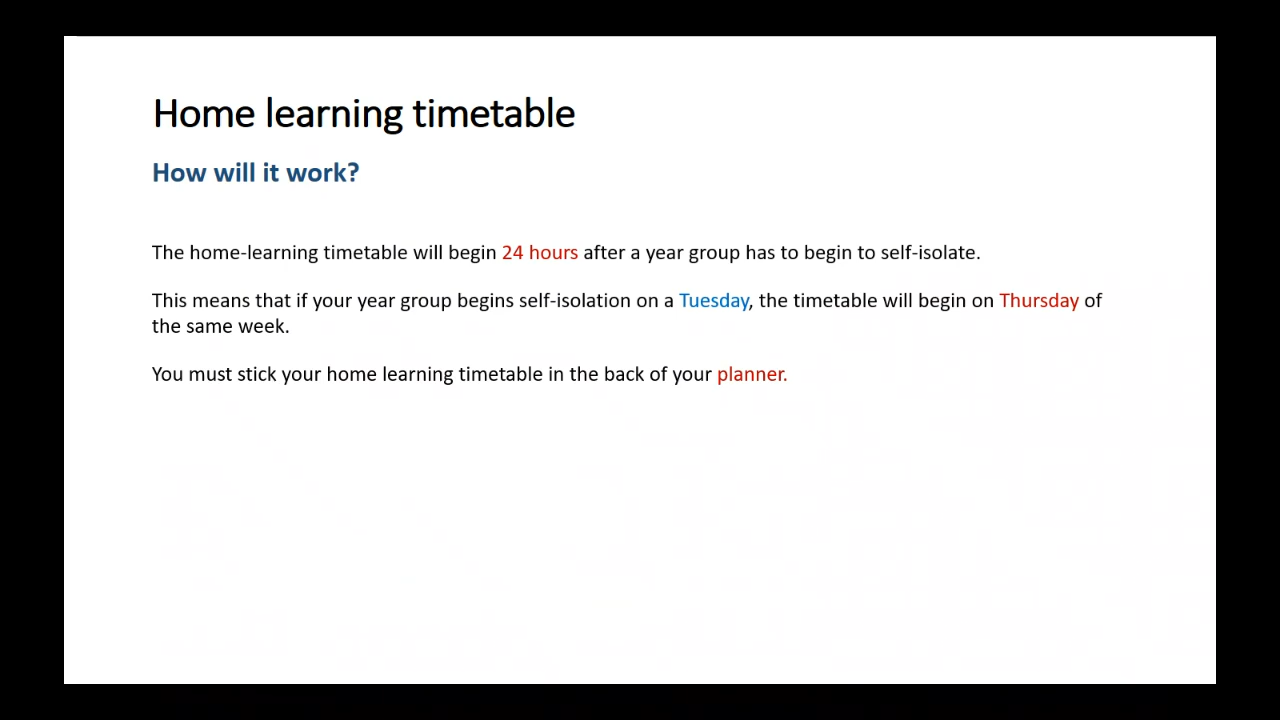 Home learning timetable
How will it work?
The home-learning timetable will begin 24 hours after a year group has to begin to self-isolate.
This means that if your year group begins self-isolation on a Tuesday, the timetable will begin on Thursday of
the same week.
You must stick your home learning timetable in the back of your planner.